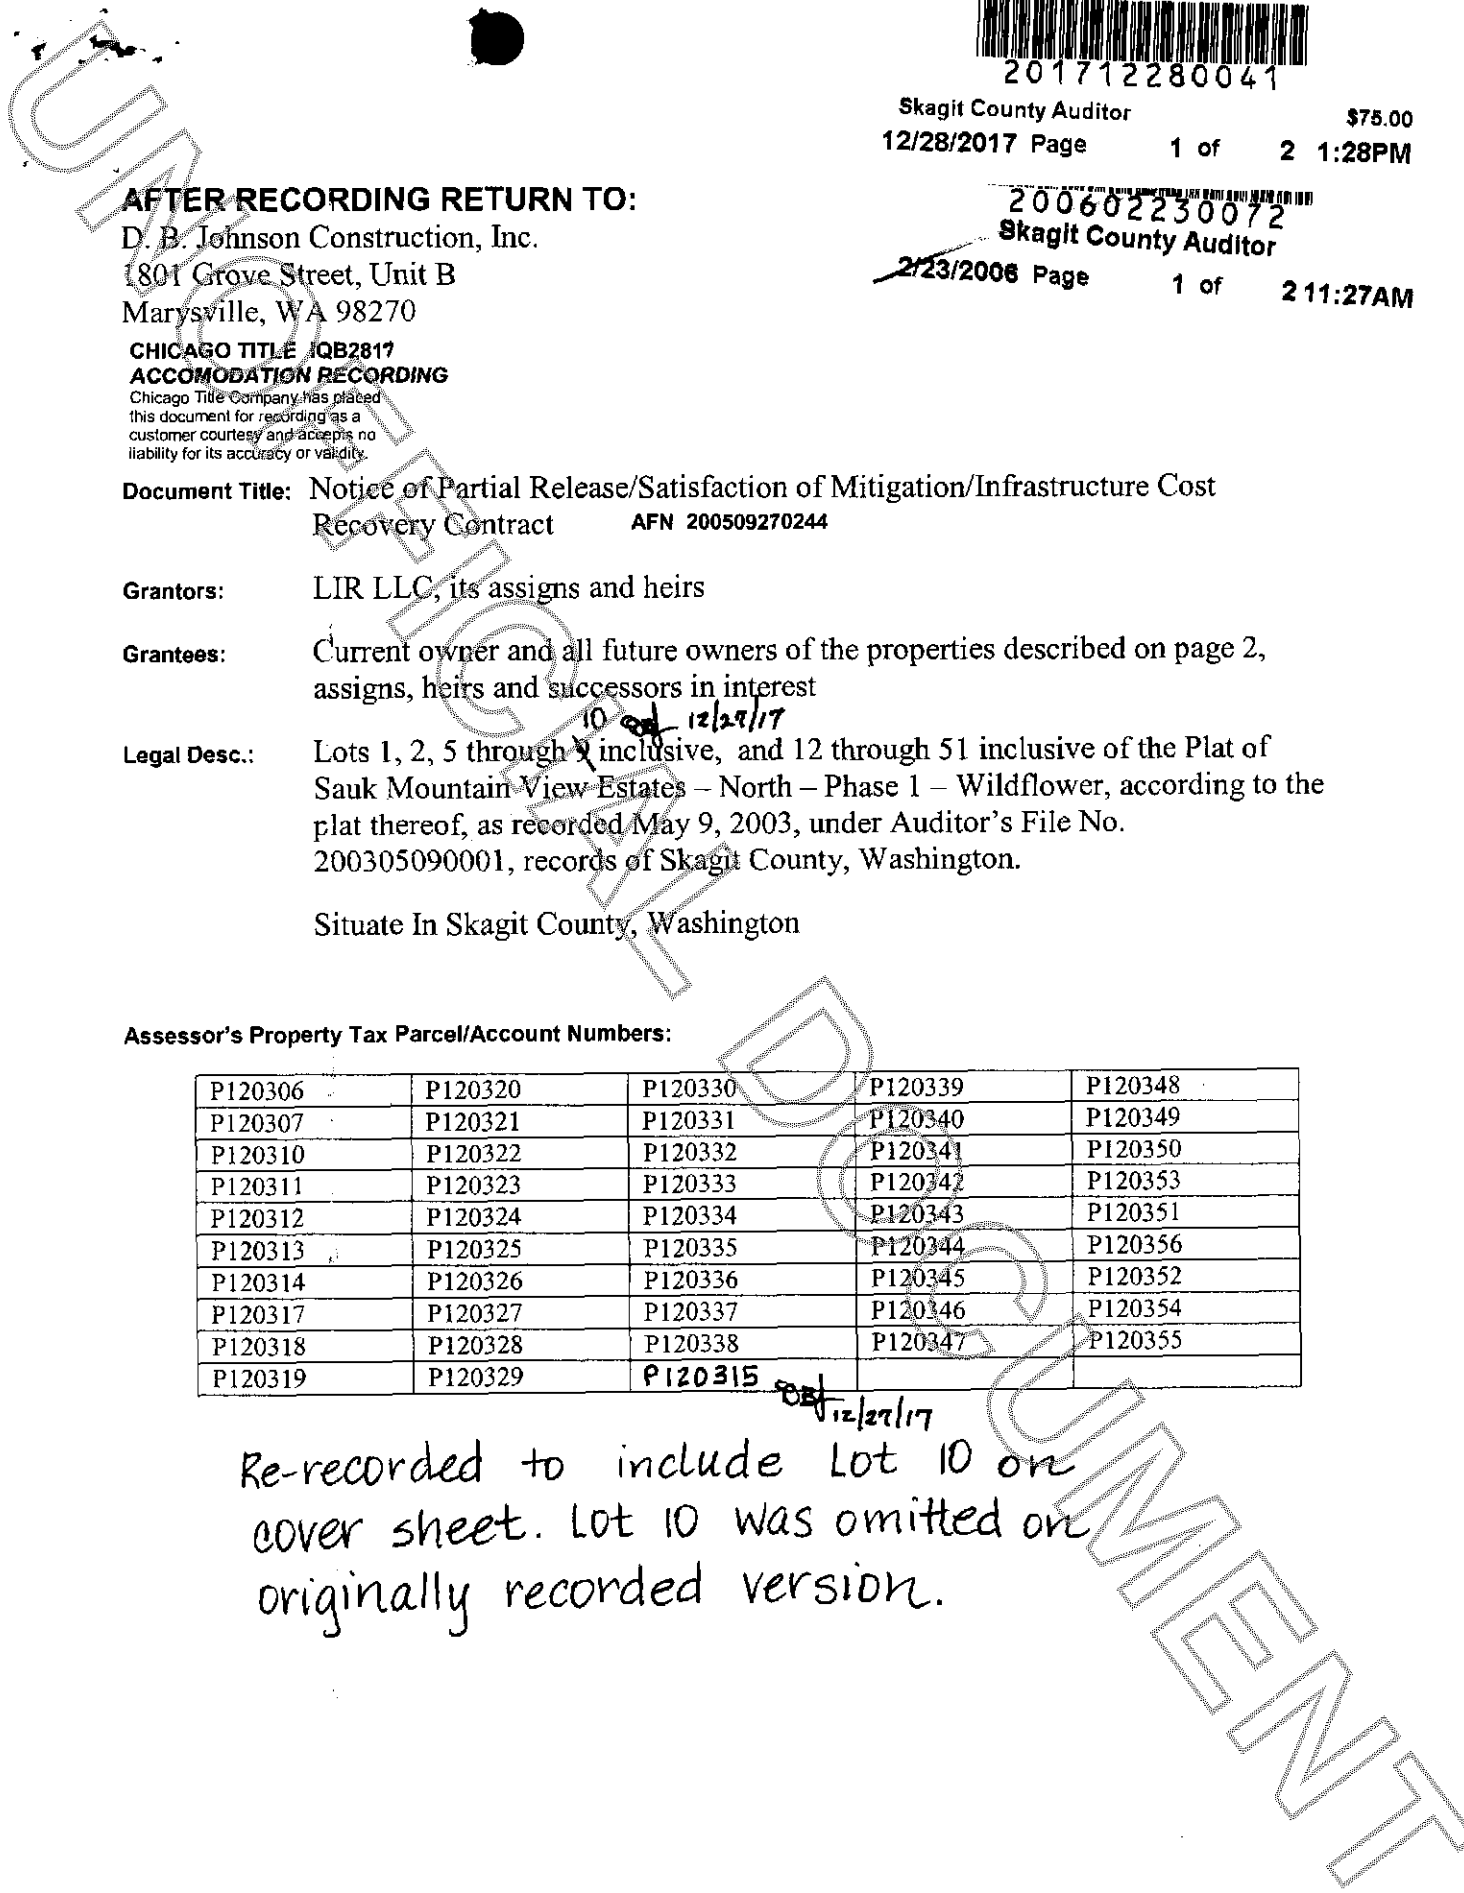 201712280041
Skagit County Auditor $75.00
12/28/2017 Page 1 of 2 1:28PM
200602230072
Skagit County Auditor
2/23/2006 Page 1 of 2 11:27AM
AFTER RECORDING RETURN TO:
D. B. Johnson Construction, Inc.
1801 Grove Street, Unit B
Marysville, WA 98270
CHICAGO TITLE IQB2817
ACCOMODATION RECORDING
Chicago Title Company has placed
this document for recording as a
customer courtesy and accepts no
liability for its accuracy or validity.
Document Title: Notice of Partial Release/Satisfaction of Mitigation/Infrastructure Cost
Recovery Contract AFN 200509270244
Grantors: LIR LLC, its assigns and heirs
Grantees: Current owner and all future owners of the properties described on page 2,
assigns, heirs and successors in interest
10 DBJ 12/27/17
Legal Desc.: Lots 1, 2, 5 through 9 inclusive, and 12 through 51 inclusive of the Plat of
Sauk Mountain View Estates – North – Phase 1 – Wildflower, according to the
plat thereof, as recorded May 9, 2003, under Auditor's File No.
200305090001, records of Skagit County, Washington.
Situate In Skagit County, Washington
Assessor's Property Tax Parcel/Account Numbers:
P120306 P120320 P120330 P120339 P120348
P120307 P120321 P120331 P120340 P120349
P120310 P120322 P120332 P120341 P120350
P120311 P120323 P120333 P120342 P120353
P120312 P120324 P120334 P120343 P120351
P120313 P120325 P120335 P120344 P120356
P120314 P120326 P120336 P120345 P120352
P120317 P120327 P120337 P120346 P120354
P120318 P120328 P120338 P120347 P120355
P120319 P120329 P120315
DBJ 12/27/17
Re-recorded to include Lot 10 on
cover sheet. Lot 10 was omitted on
originally recorded version.
UNOFFICIAL DOCUMENT